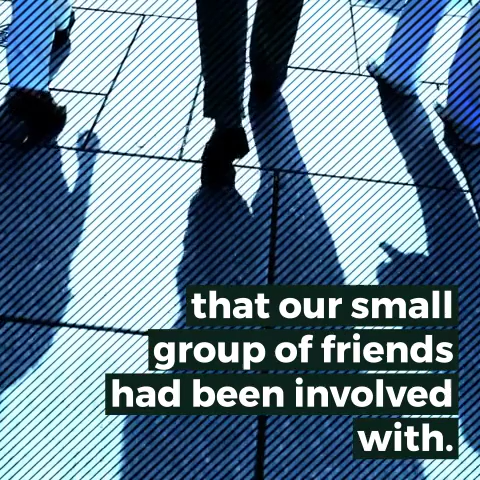 that our small
group of friends
had been involved
with.